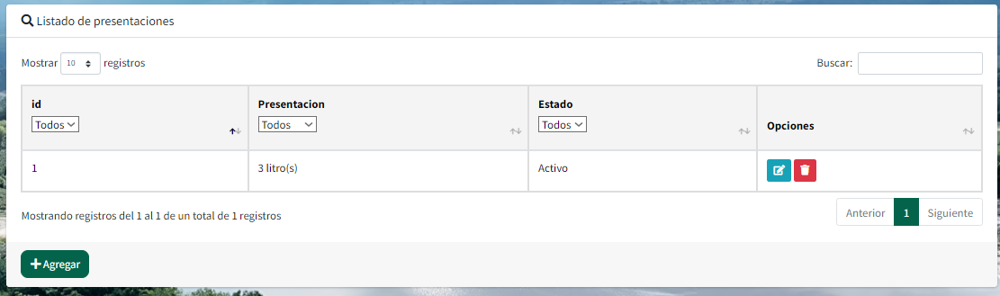 Listado de presentaciones
Mostrar 10 registros
Buscar:
id Presentacion Estado
Todos Todos Todos Opciones
1 3 litro(s) Activo
Mostrando registros del 1 al 1 de un total de 1 registros
Anterior 1 Siguiente
Agregar